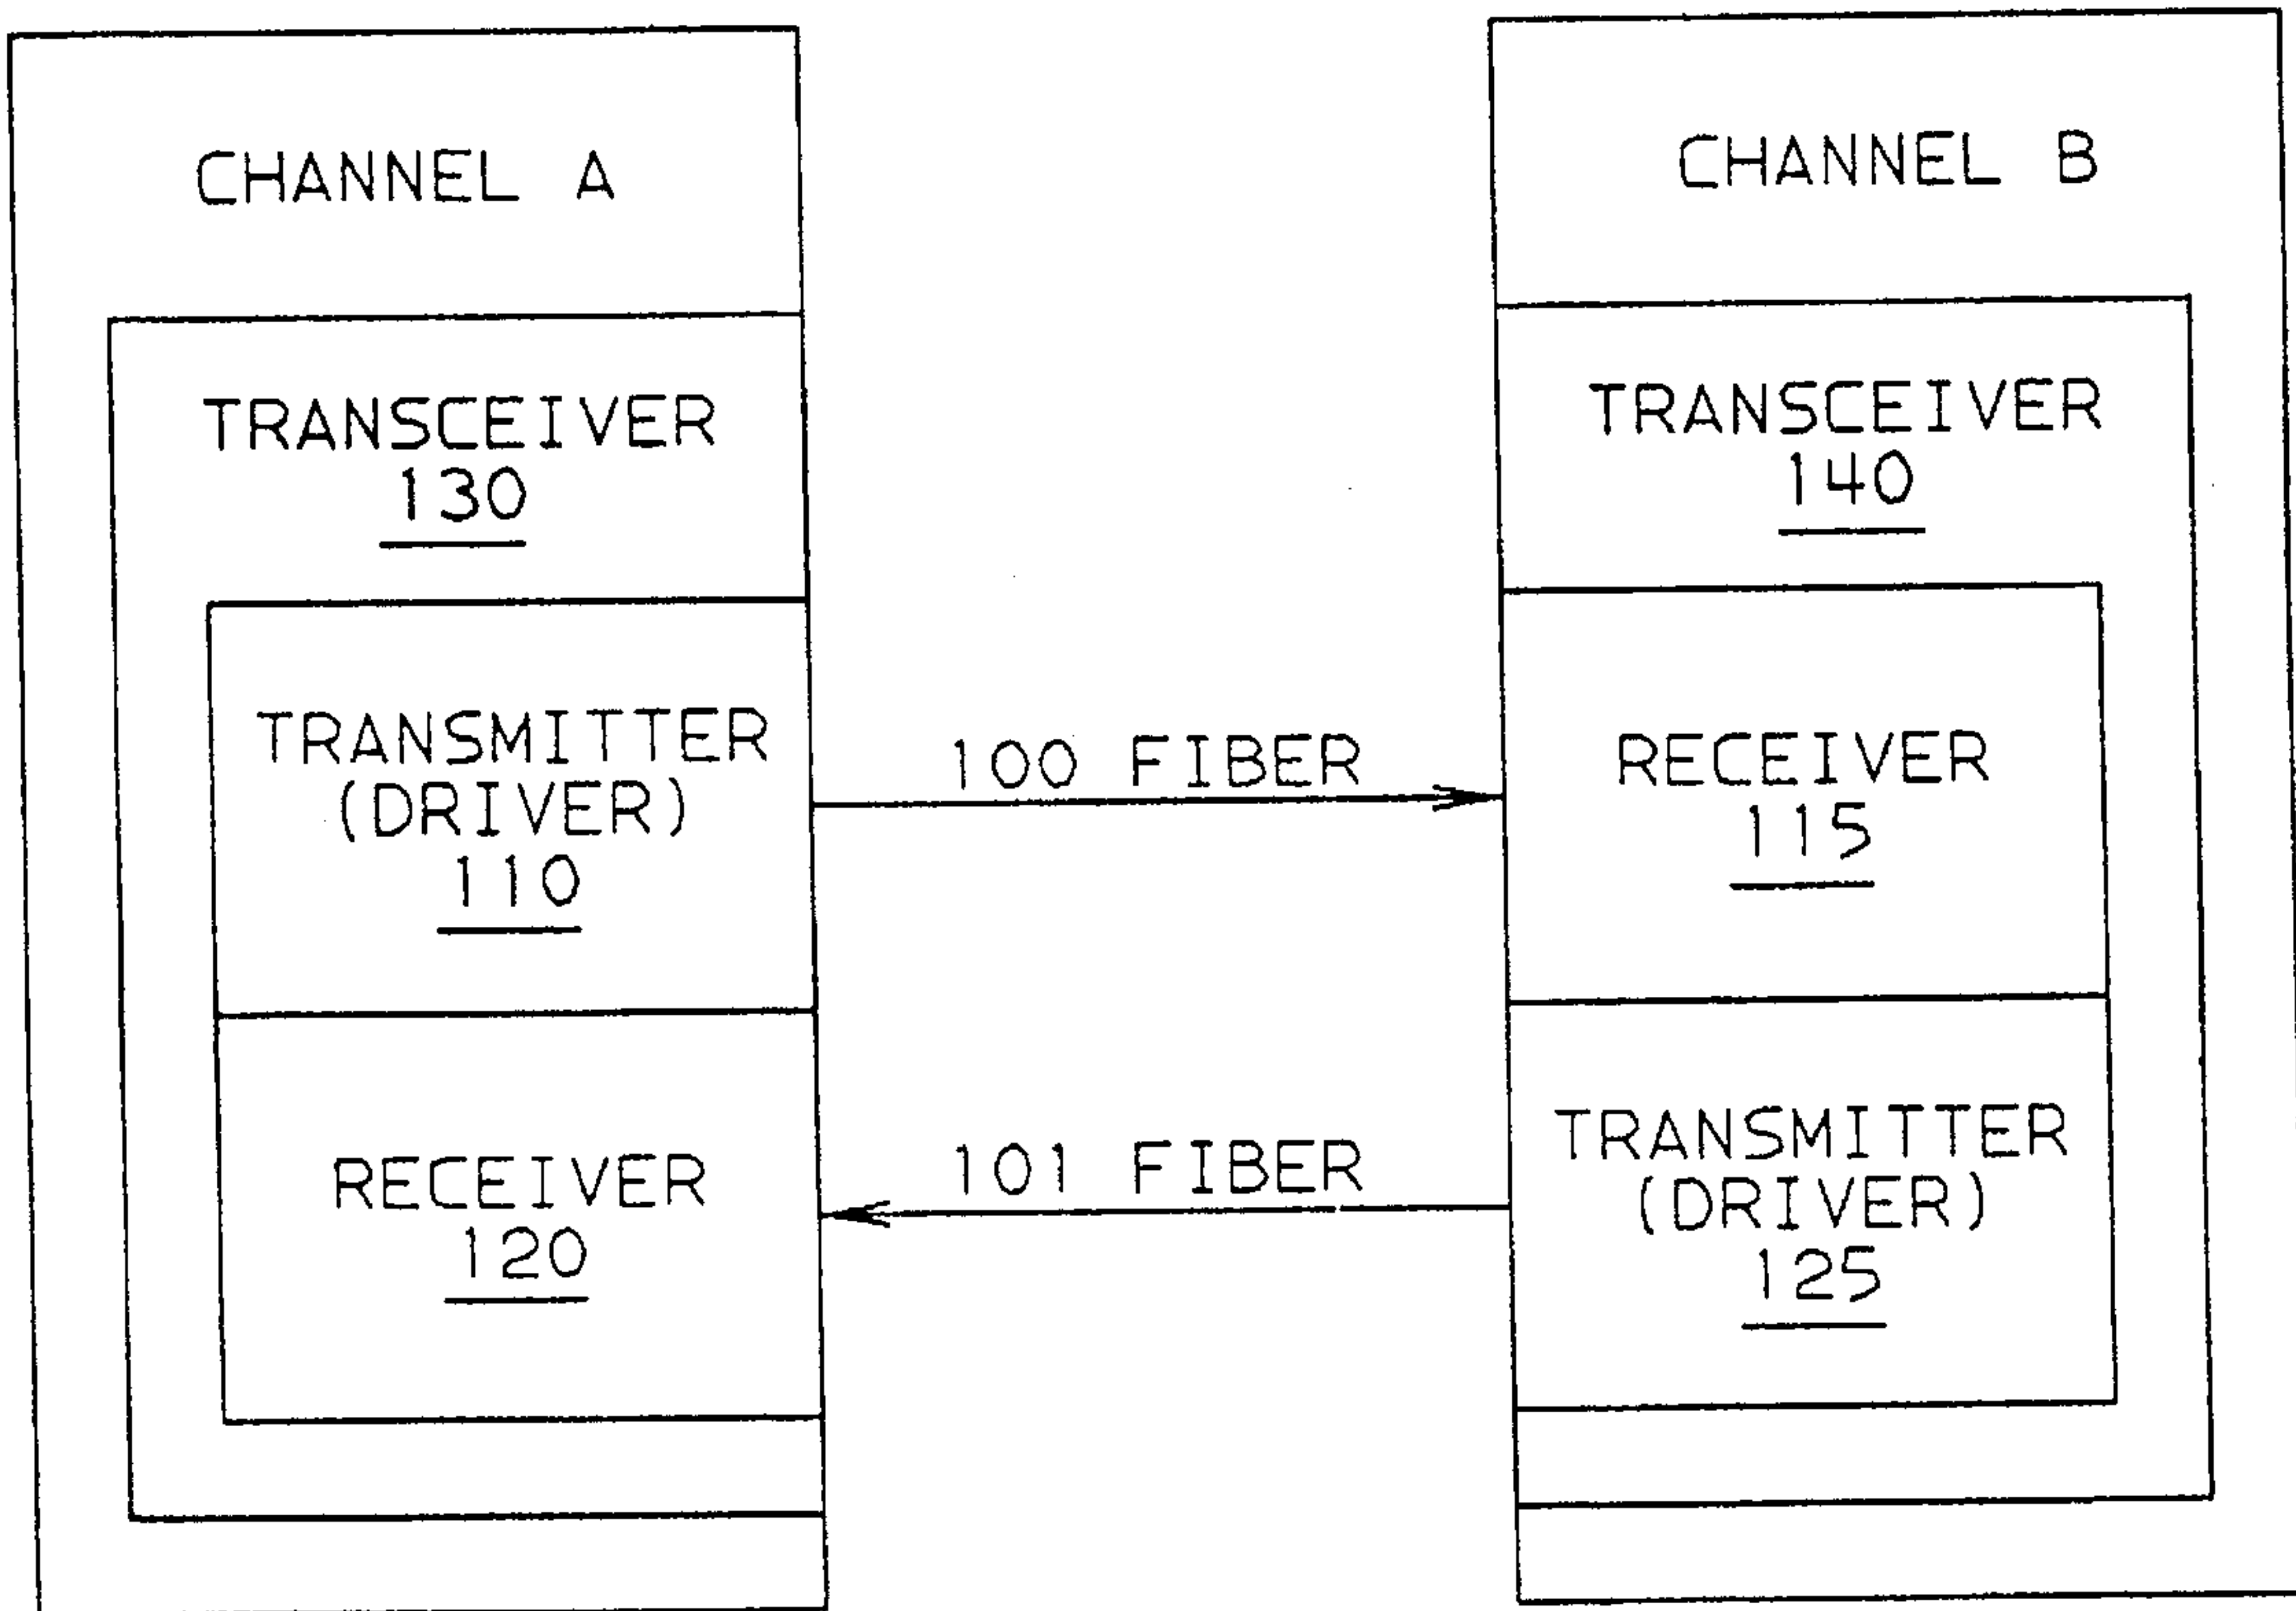 CHANNEL A
TRANSCEIVER
130
TRANSMITTER
(DRIVER)
110
RECEIVER
120
100 FIBER
101 FIBER
CHANNEL B
TRANSCEIVER
140
RECEIVER
115
TRANSMITTER
(DRIVER)
125